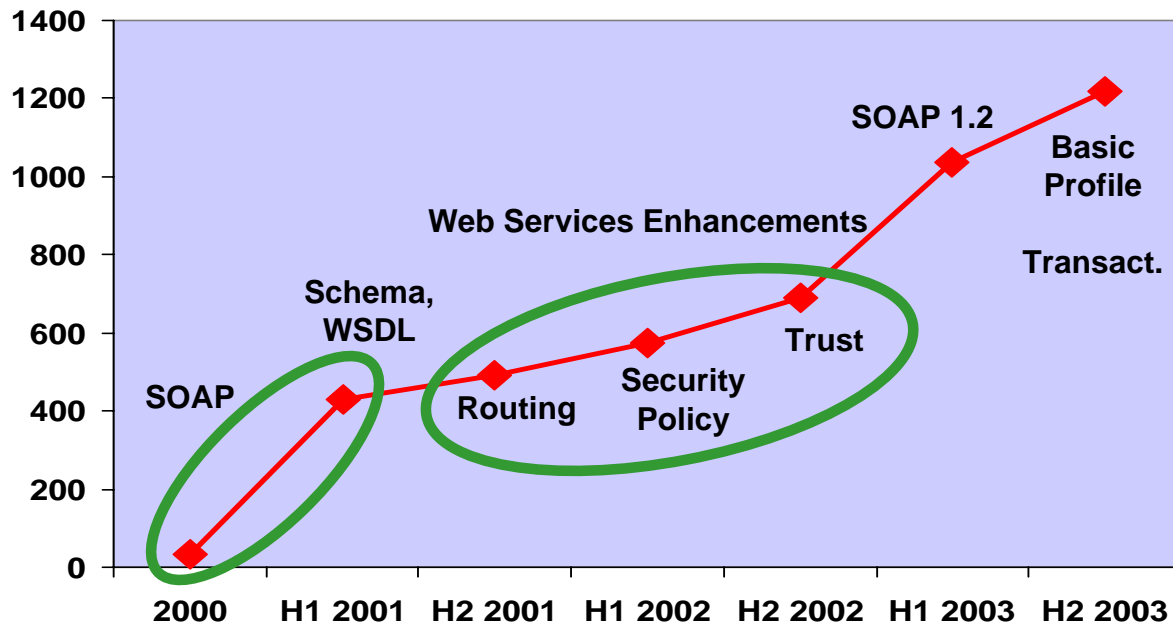 1400
1200
1000
800
600
400
200
0
SOAP 1.2
Basic
Profile
Web Services Enhancements
Transact.
Schema,
WSDL
Trust
SOAP
Security
Policy
Routing
2000 H1 2001 H2 2001 H1 2002 H2 2002 H1 2003 H2 2003